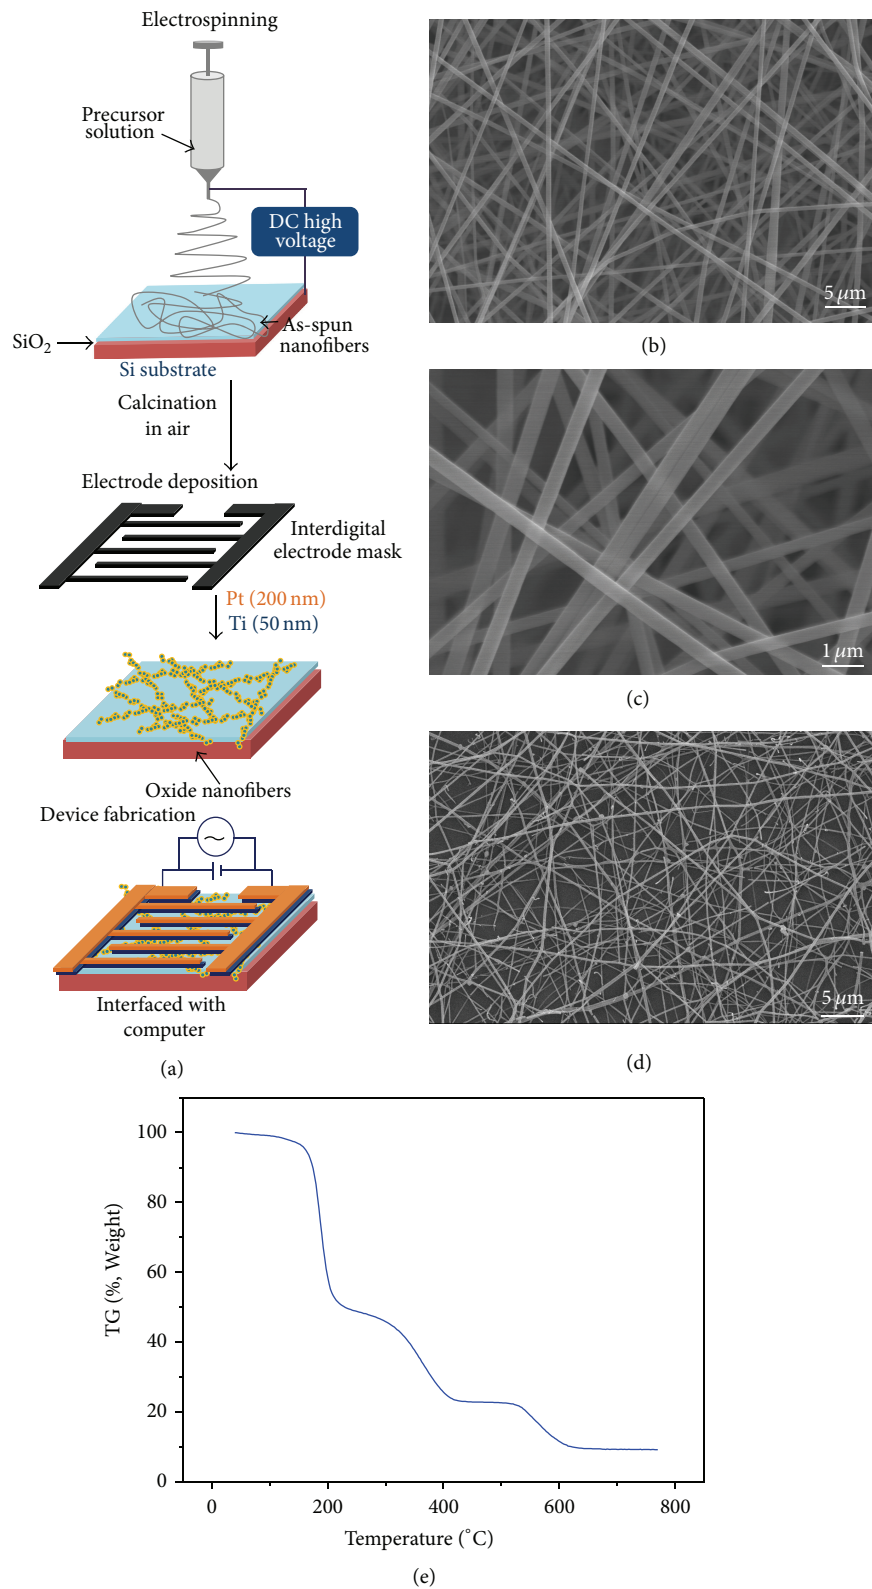 Electrospinning
Precursor
solution
DC high
voltage
As-spun
nanofibers
SiO₂
Si substrate
Calcination
in air
Electrode deposition
Interdigital
electrode mask
Pt (200 nm)
Ti (50 nm)
Oxide nanofibers
Device fabrication
Interfaced with
computer
(a)
5 μm
(b)
1 μm
(c)
5 μm
(d)
100
80
60
40
20
0
TG (%, Weight)
0 200 400 600 800
Temperature (°C)
(e)